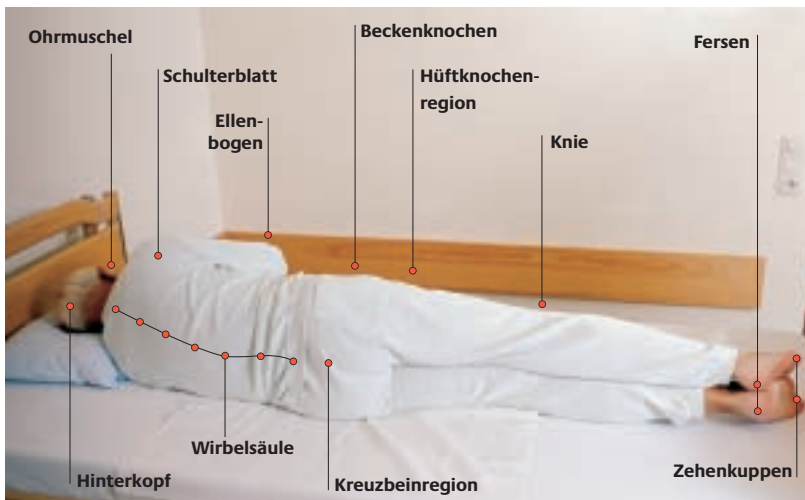 Ohrmuschel
Schulterblatt
Ellen-
bogen
Beckenknochen
Hüftknochen-
region
Knie
Fersen
Hinterkopf
Wirbelsäule
Kreuzbeinregion
Zehenkuppen